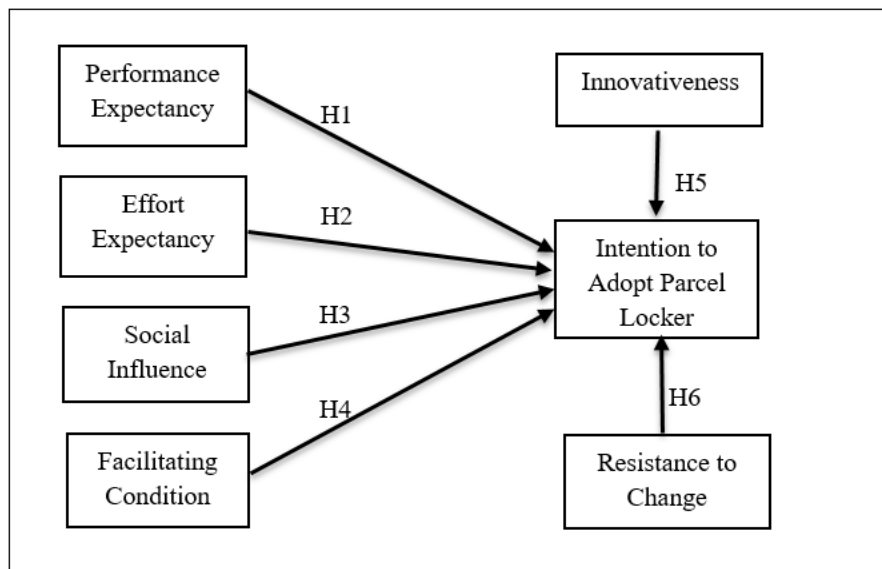 Performance
Expectancy
H1
Effort
Expectancy
H2
Social
Influence
H3
Facilitating
Condition
H4
Innovativeness
H5
Intention to
Adopt Parcel
Locker
H6
Resistance to
Change